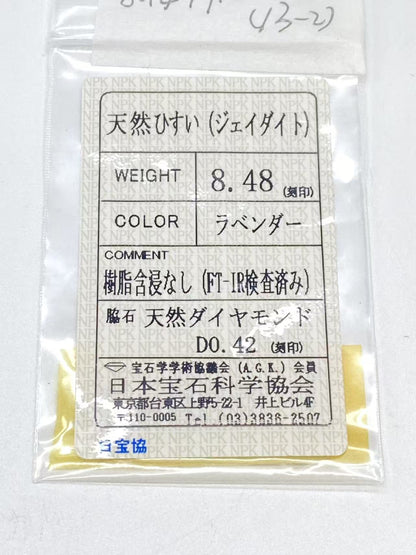 (13-2)
天然ひすい(ジェイダイト)
WEIGHT 8.48 (刻印)
COLOR ラベンダー
COMMENT
樹脂含浸なし(FT-IR検査済み)
脇石 天然ダイヤモンド
D0.42 (刻印)
宝石学学術協議会(A.G.K.)会員
日本宝石科学協会
東京都台東区上野5-22-1 井上ビル4F
〒110-0005 Tel (03)3836-2507
日宝協